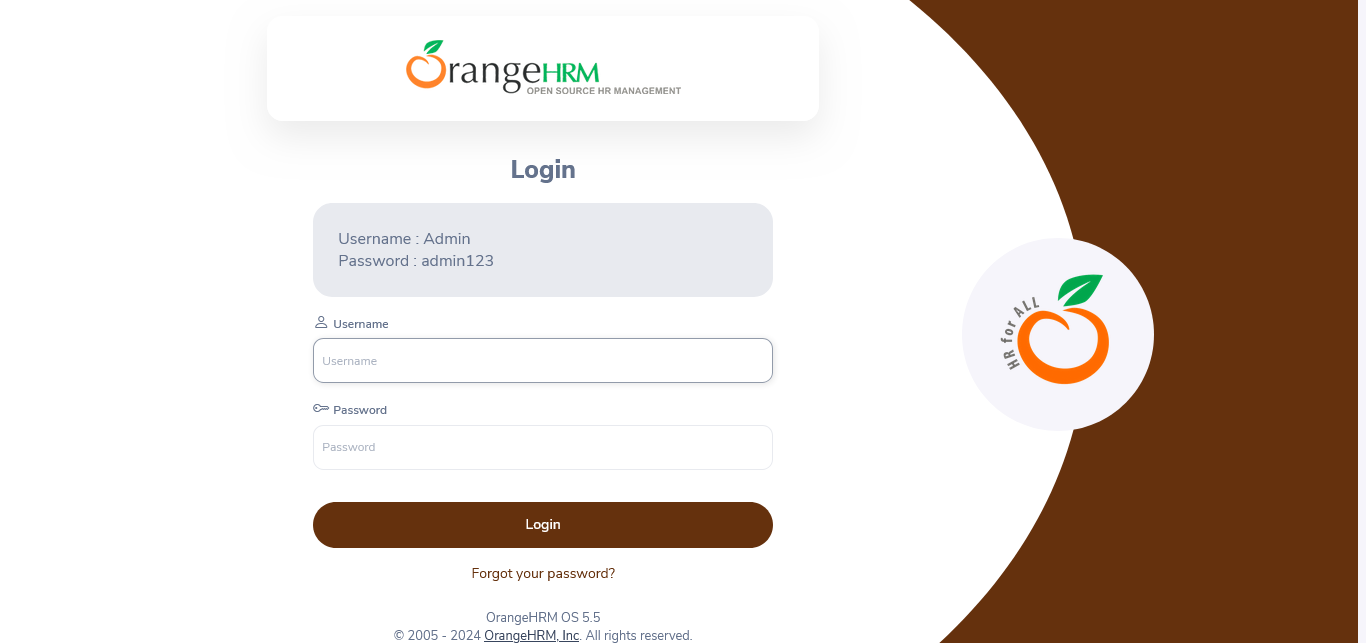 OrangeHRM
OPEN SOURCE HR MANAGEMENT
Login
Username : Admin
Password : admin123
Username
Username
Password
Password
Login
Forgot your password?
OrangeHRM OS 5.5
© 2005 - 2024 OrangeHRM, Inc. All rights reserved.
HR for ALL